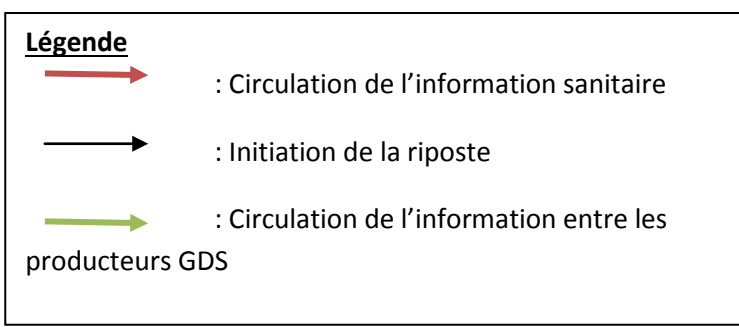 Légende
: Circulation de l’information sanitaire
: Initiation de la riposte
: Circulation de l’information entre les
producteurs GDS